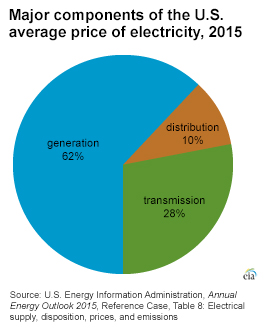 Major components of the U.S.
average price of electricity, 2015
generation
62%
distribution
10%
transmission
28%
eia
Source: U.S. Energy Information Administration, Annual
Energy Outlook 2015, Reference Case, Table 8: Electrical
supply, disposition, prices, and emissions